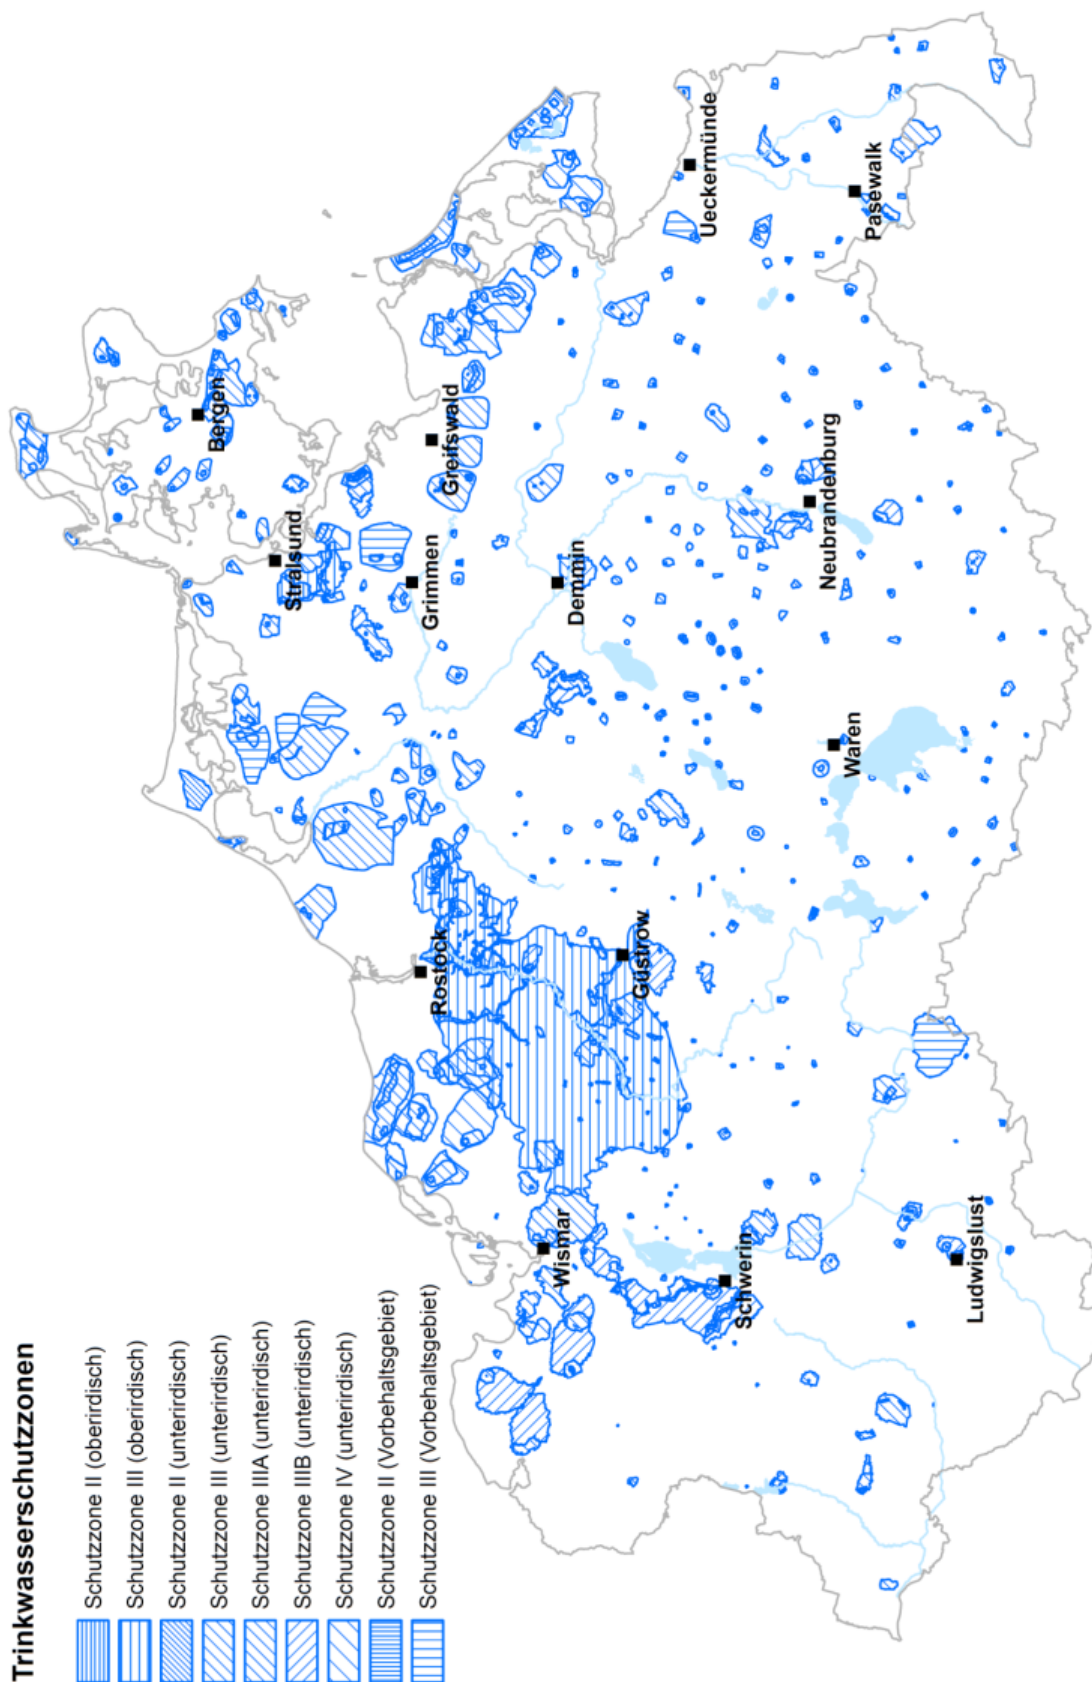 Trinkwasserschutzzonen
Schutzzone II (oberirdisch)
Schutzzone III (oberirdisch)
Schutzzone II (unterirdisch)
Schutzzone III (unterirdisch)
Schutzzone IIIA (unterirdisch)
Schutzzone IIIB (unterirdisch)
Schutzzone IV (unterirdisch)
Schutzzone II (Vorbehaltsgebiet)
Schutzzone III (Vorbehaltsgebiet)
Bergen
Stralsund
Greifswald
Grimmen
Rostock
Demmin
Wismar
Güstrow
Ueckermünde
Schwerin
Neubrandenburg
Waren
Pasewalk
Ludwigslust